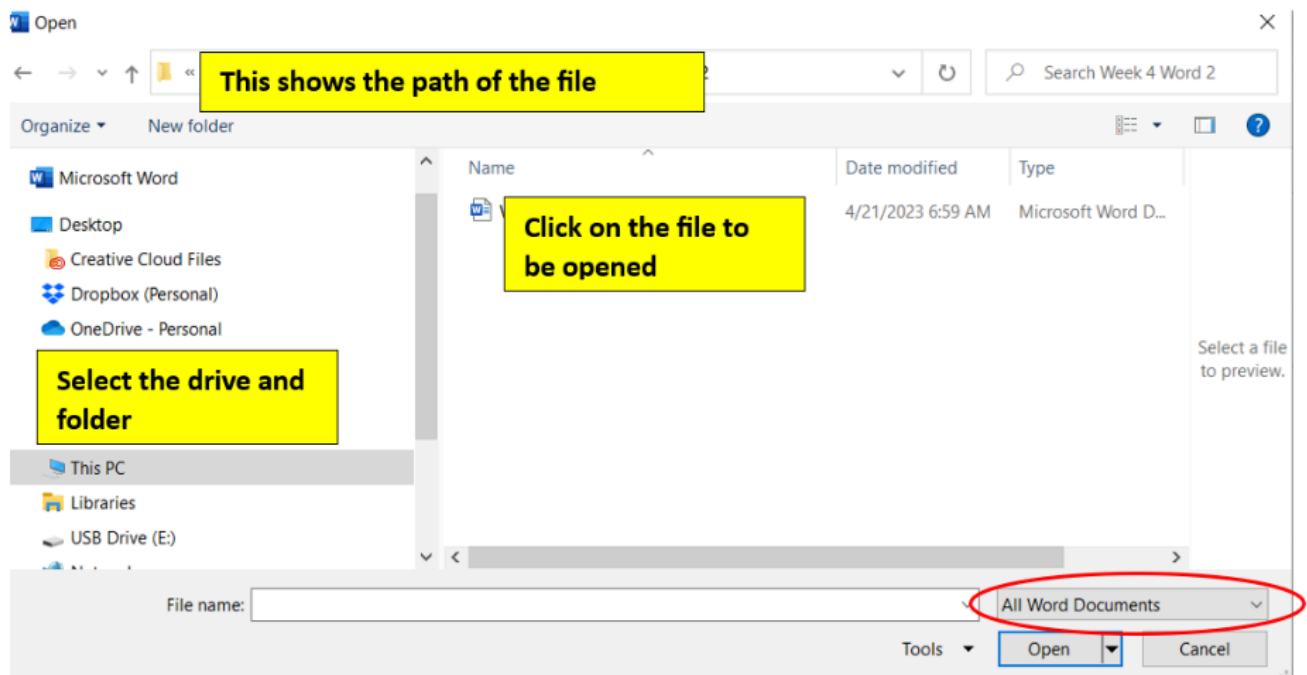 Open
« This shows the path of the file
Search Week 4 Word 2
Organize
New folder
Microsoft Word
Desktop
Creative Cloud Files
Dropbox (Personal)
OneDrive - Personal
Select the drive and
folder
This PC
Libraries
USB Drive (E:)
Name
Date modified
Type
Click on the file to
be opened
4/21/2023 6:59 AM
Microsoft Word D...
Select a file
to preview.
File name:
All Word Documents
Tools
Open
Cancel